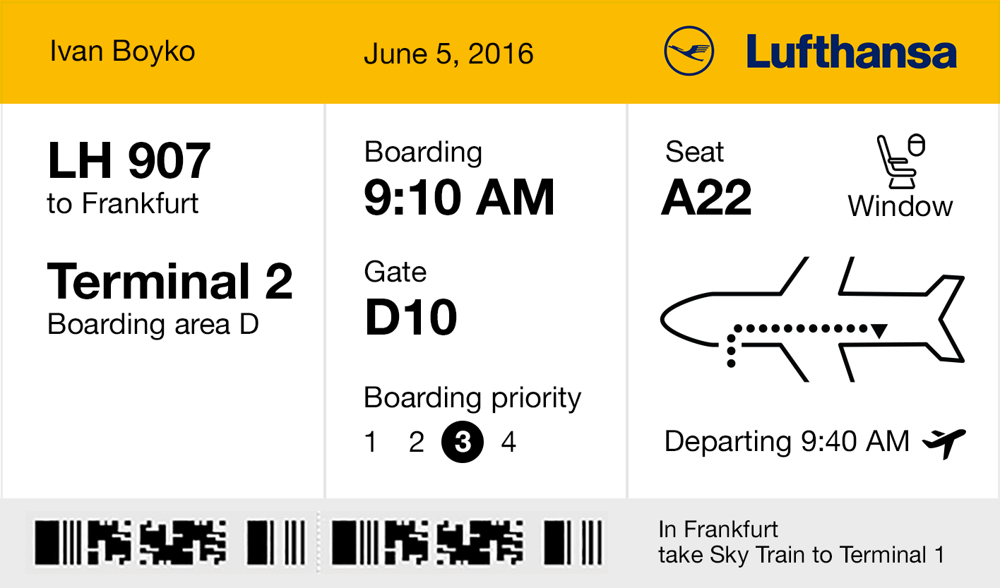 Ivan Boyko
June 5, 2016
Lufthansa
LH 907
to Frankfurt
Terminal 2
Boarding area D
Boarding
9:10 AM
Gate
D10
Boarding priority
1 2 3 4
Seat
A22
Window
Departing 9:40 AM
In Frankfurt
take Sky Train to Terminal 1